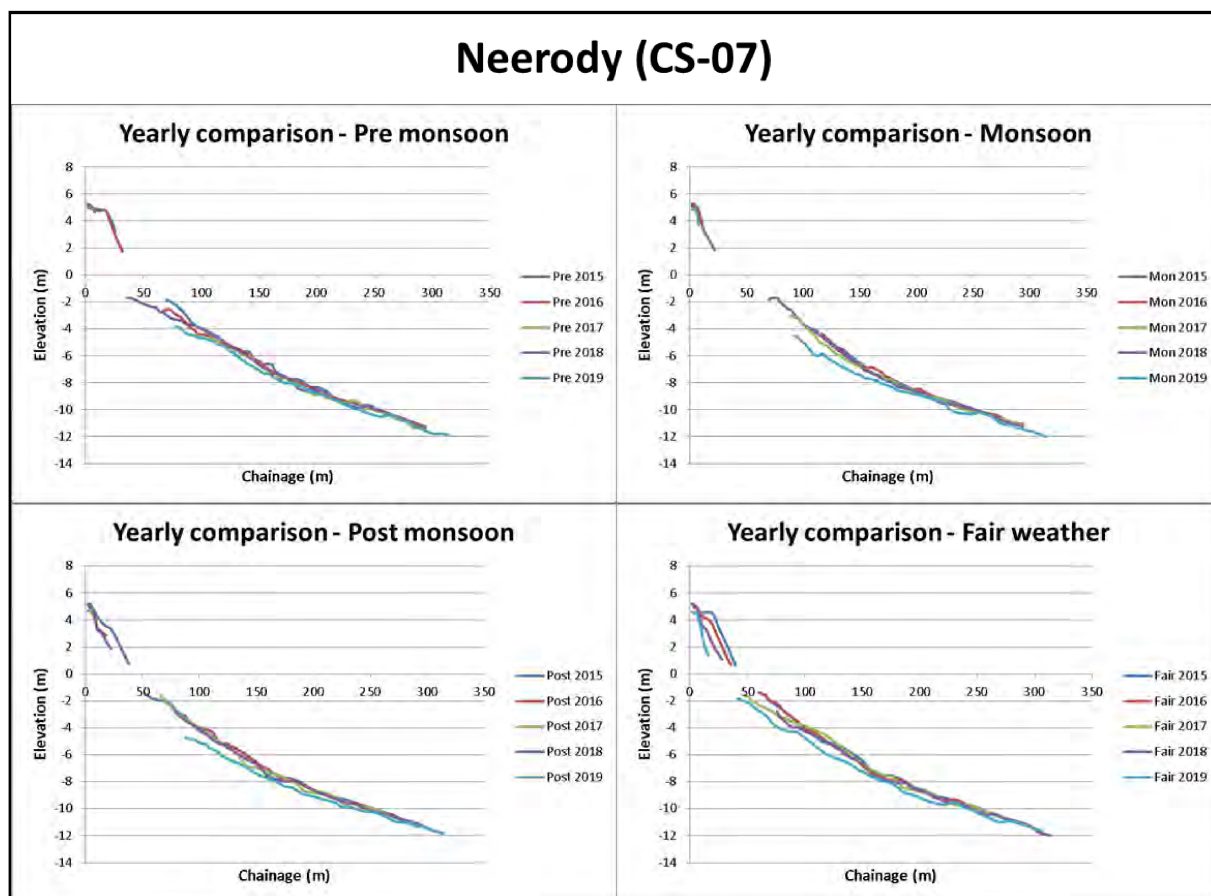 Neerody (CS-07)
Yearly comparison - Pre monsoon
8
6
4
2
0
-2
-4
-6
-8
-10
-12
-14
0 50 100 150 200 250 300 350
Elevation (m)
Chainage (m)
Pre 2015
Pre 2016
Pre 2017
Pre 2018
Pre 2019
Yearly comparison - Monsoon
8
6
4
2
0
-2
-4
-6
-8
-10
-12
-14
0 50 100 150 200 250 300 350
Elevation (m)
Chainage (m)
Mon 2015
Mon 2016
Mon 2017
Mon 2018
Mon 2019
Yearly comparison - Post monsoon
8
6
4
2
0
-2
-4
-6
-8
-10
-12
-14
0 50 100 150 200 250 300 350
Elevation (m)
Chainage (m)
Post 2015
Post 2016
Post 2017
Post 2018
Post 2019
Yearly comparison - Fair weather
8
6
4
2
0
-2
-4
-6
-8
-10
-12
-14
0 50 100 150 200 250 300 350
Elevation (m)
Chainage (m)
Fair 2015
Fair 2016
Fair 2017
Fair 2018
Fair 2019